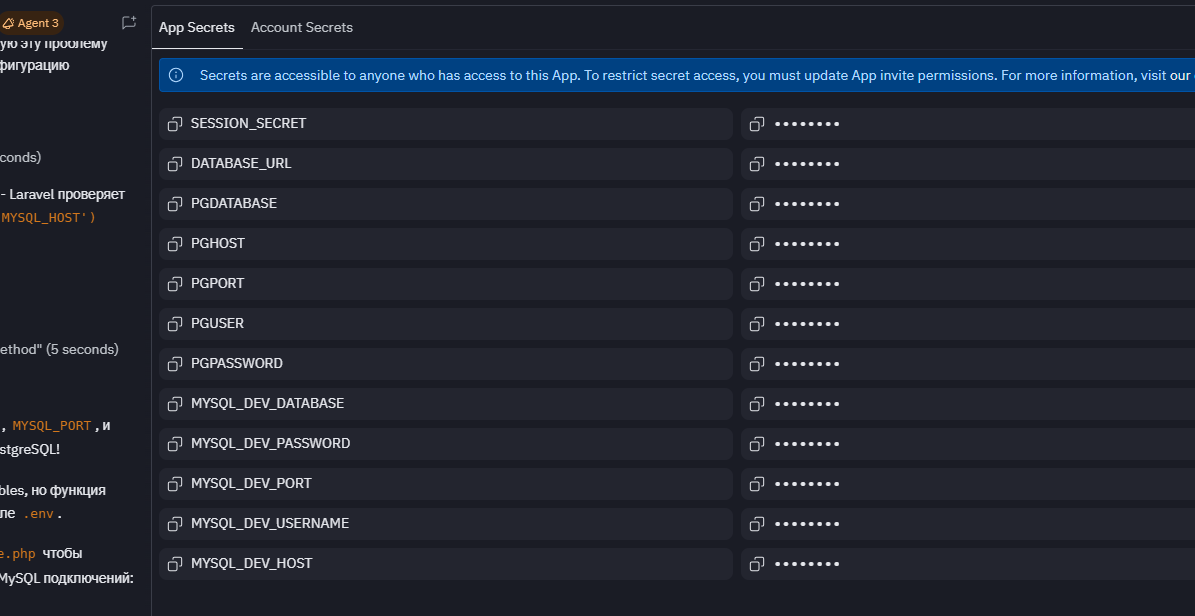 Agent 3
ую эту проблему
фигурацию
conds)
- Laravel проверяет
MYSQL_HOST')
ethod" (5 seconds)
, MYSQL_PORT, и
stgreSQL!
bles, но функция
ле .env.
e.php чтобы
MySQL подключений:
App Secrets Account Secrets
Secrets are accessible to anyone who has access to this App. To restrict secret access, you must update App invite permissions. For more information, visit our
SESSION_SECRET ••••••••
DATABASE_URL ••••••••
PGDATABASE ••••••••
PGHOST ••••••••
PGPORT ••••••••
PGUSER ••••••••
PGPASSWORD ••••••••
MYSQL_DEV_DATABASE ••••••••
MYSQL_DEV_PASSWORD ••••••••
MYSQL_DEV_PORT ••••••••
MYSQL_DEV_USERNAME ••••••••
MYSQL_DEV_HOST ••••••••